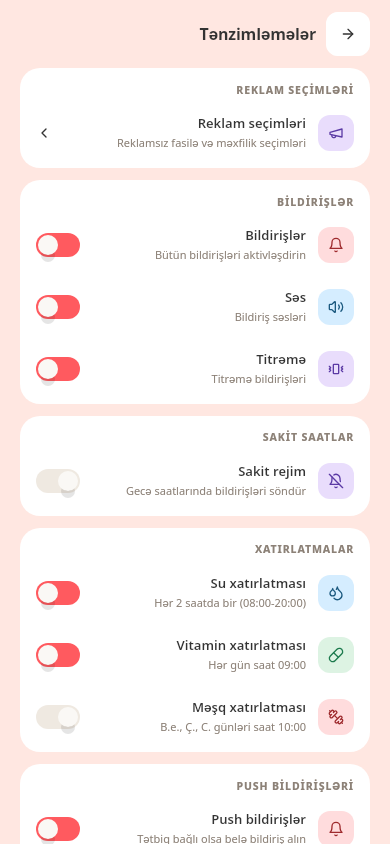 Tənzimləmələr
REKLAM SEÇİMLƏRİ
Reklam seçimləri
Reklamsız fasilə və məxfilik seçimləri
BİLDİRİŞLƏR
Bildirişlər
Bütün bildirişləri aktivləşdirin
Səs
Bildiriş səsləri
Titrəmə
Titrəmə bildirişləri
SAKİT SAATLAR
Sakit rejim
Gecə saatlarında bildirişləri söndür
XATIRLATMALAR
Su xatırlatması
Hər 2 saatda bir (08:00-20:00)
Vitamin xatırlatması
Hər gün saat 09:00
Məşq xatırlatması
B.e., Ç., C. günləri saat 10:00
PUSH BİLDİRİŞLƏRİ
Push bildirişlər
Tətbiq bağlı olsa belə bildiriş alın